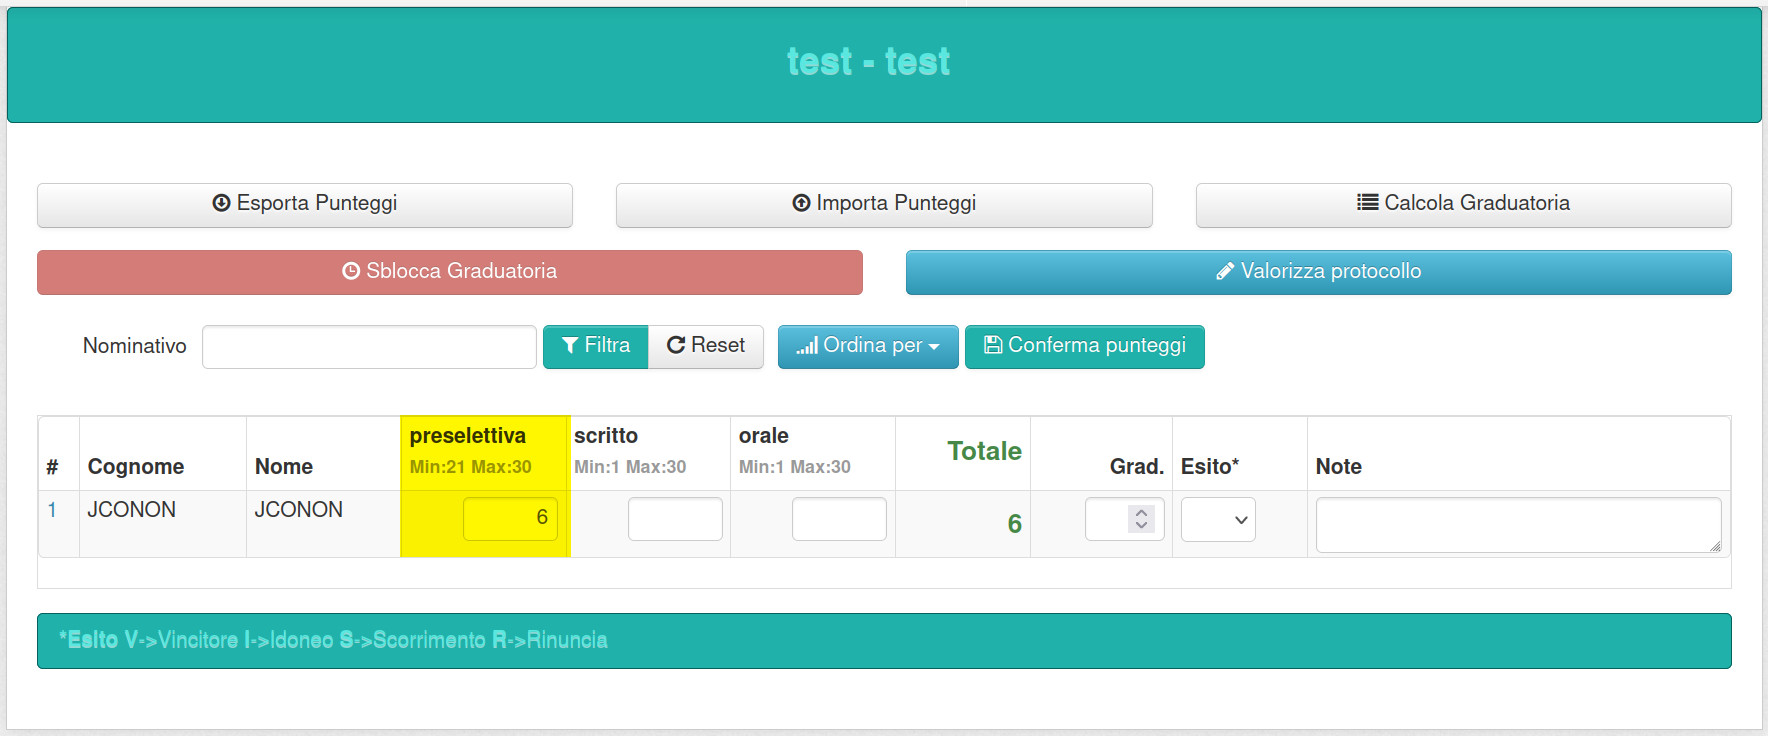 test - test
Esporta Punteggi
Importa Punteggi
Calcola Graduatoria
Sblocca Graduatoria
Valorizza protocollo
Nominativo
Filtra
Reset
Ordina per
Conferma punteggi
# Cognome Nome preselettiva Min:21 Max:30 scritto Min:1 Max:30 orale Min:1 Max:30 Totale Grad. Esito* Note
1 JCONON JCONON 6 6
*Esito V->Vincitore I->Idoneo S->Scorrimento R->Rinuncia